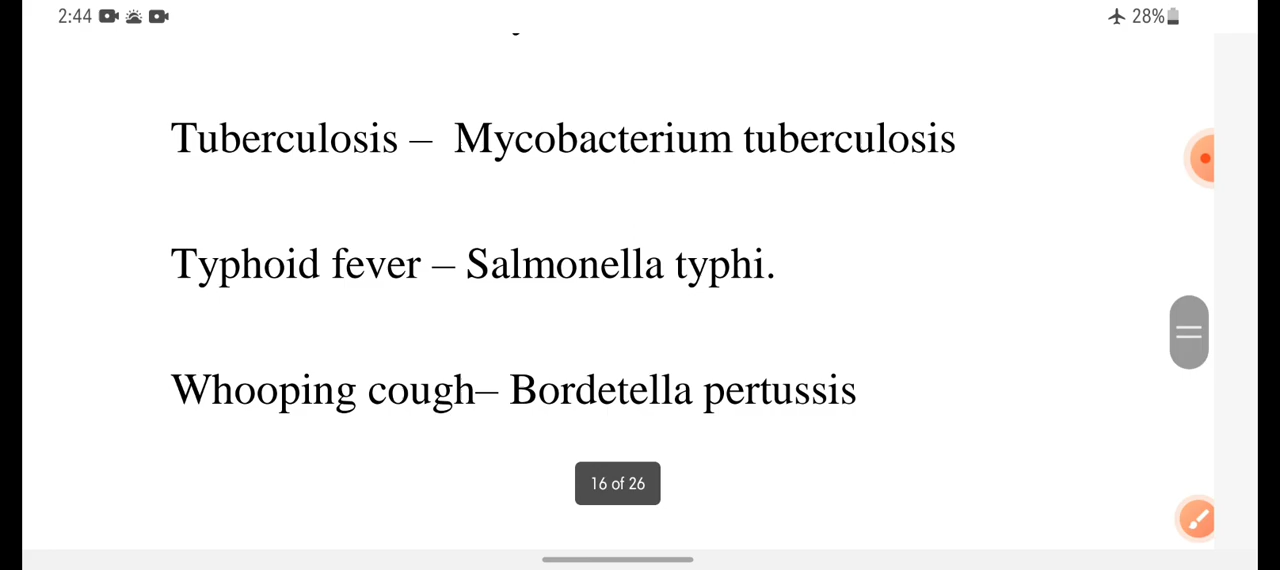 2:44
28%
Tuberculosis – Mycobacterium tuberculosis
Typhoid fever – Salmonella typhi.
Whooping cough– Bordetella pertussis
16 of 26